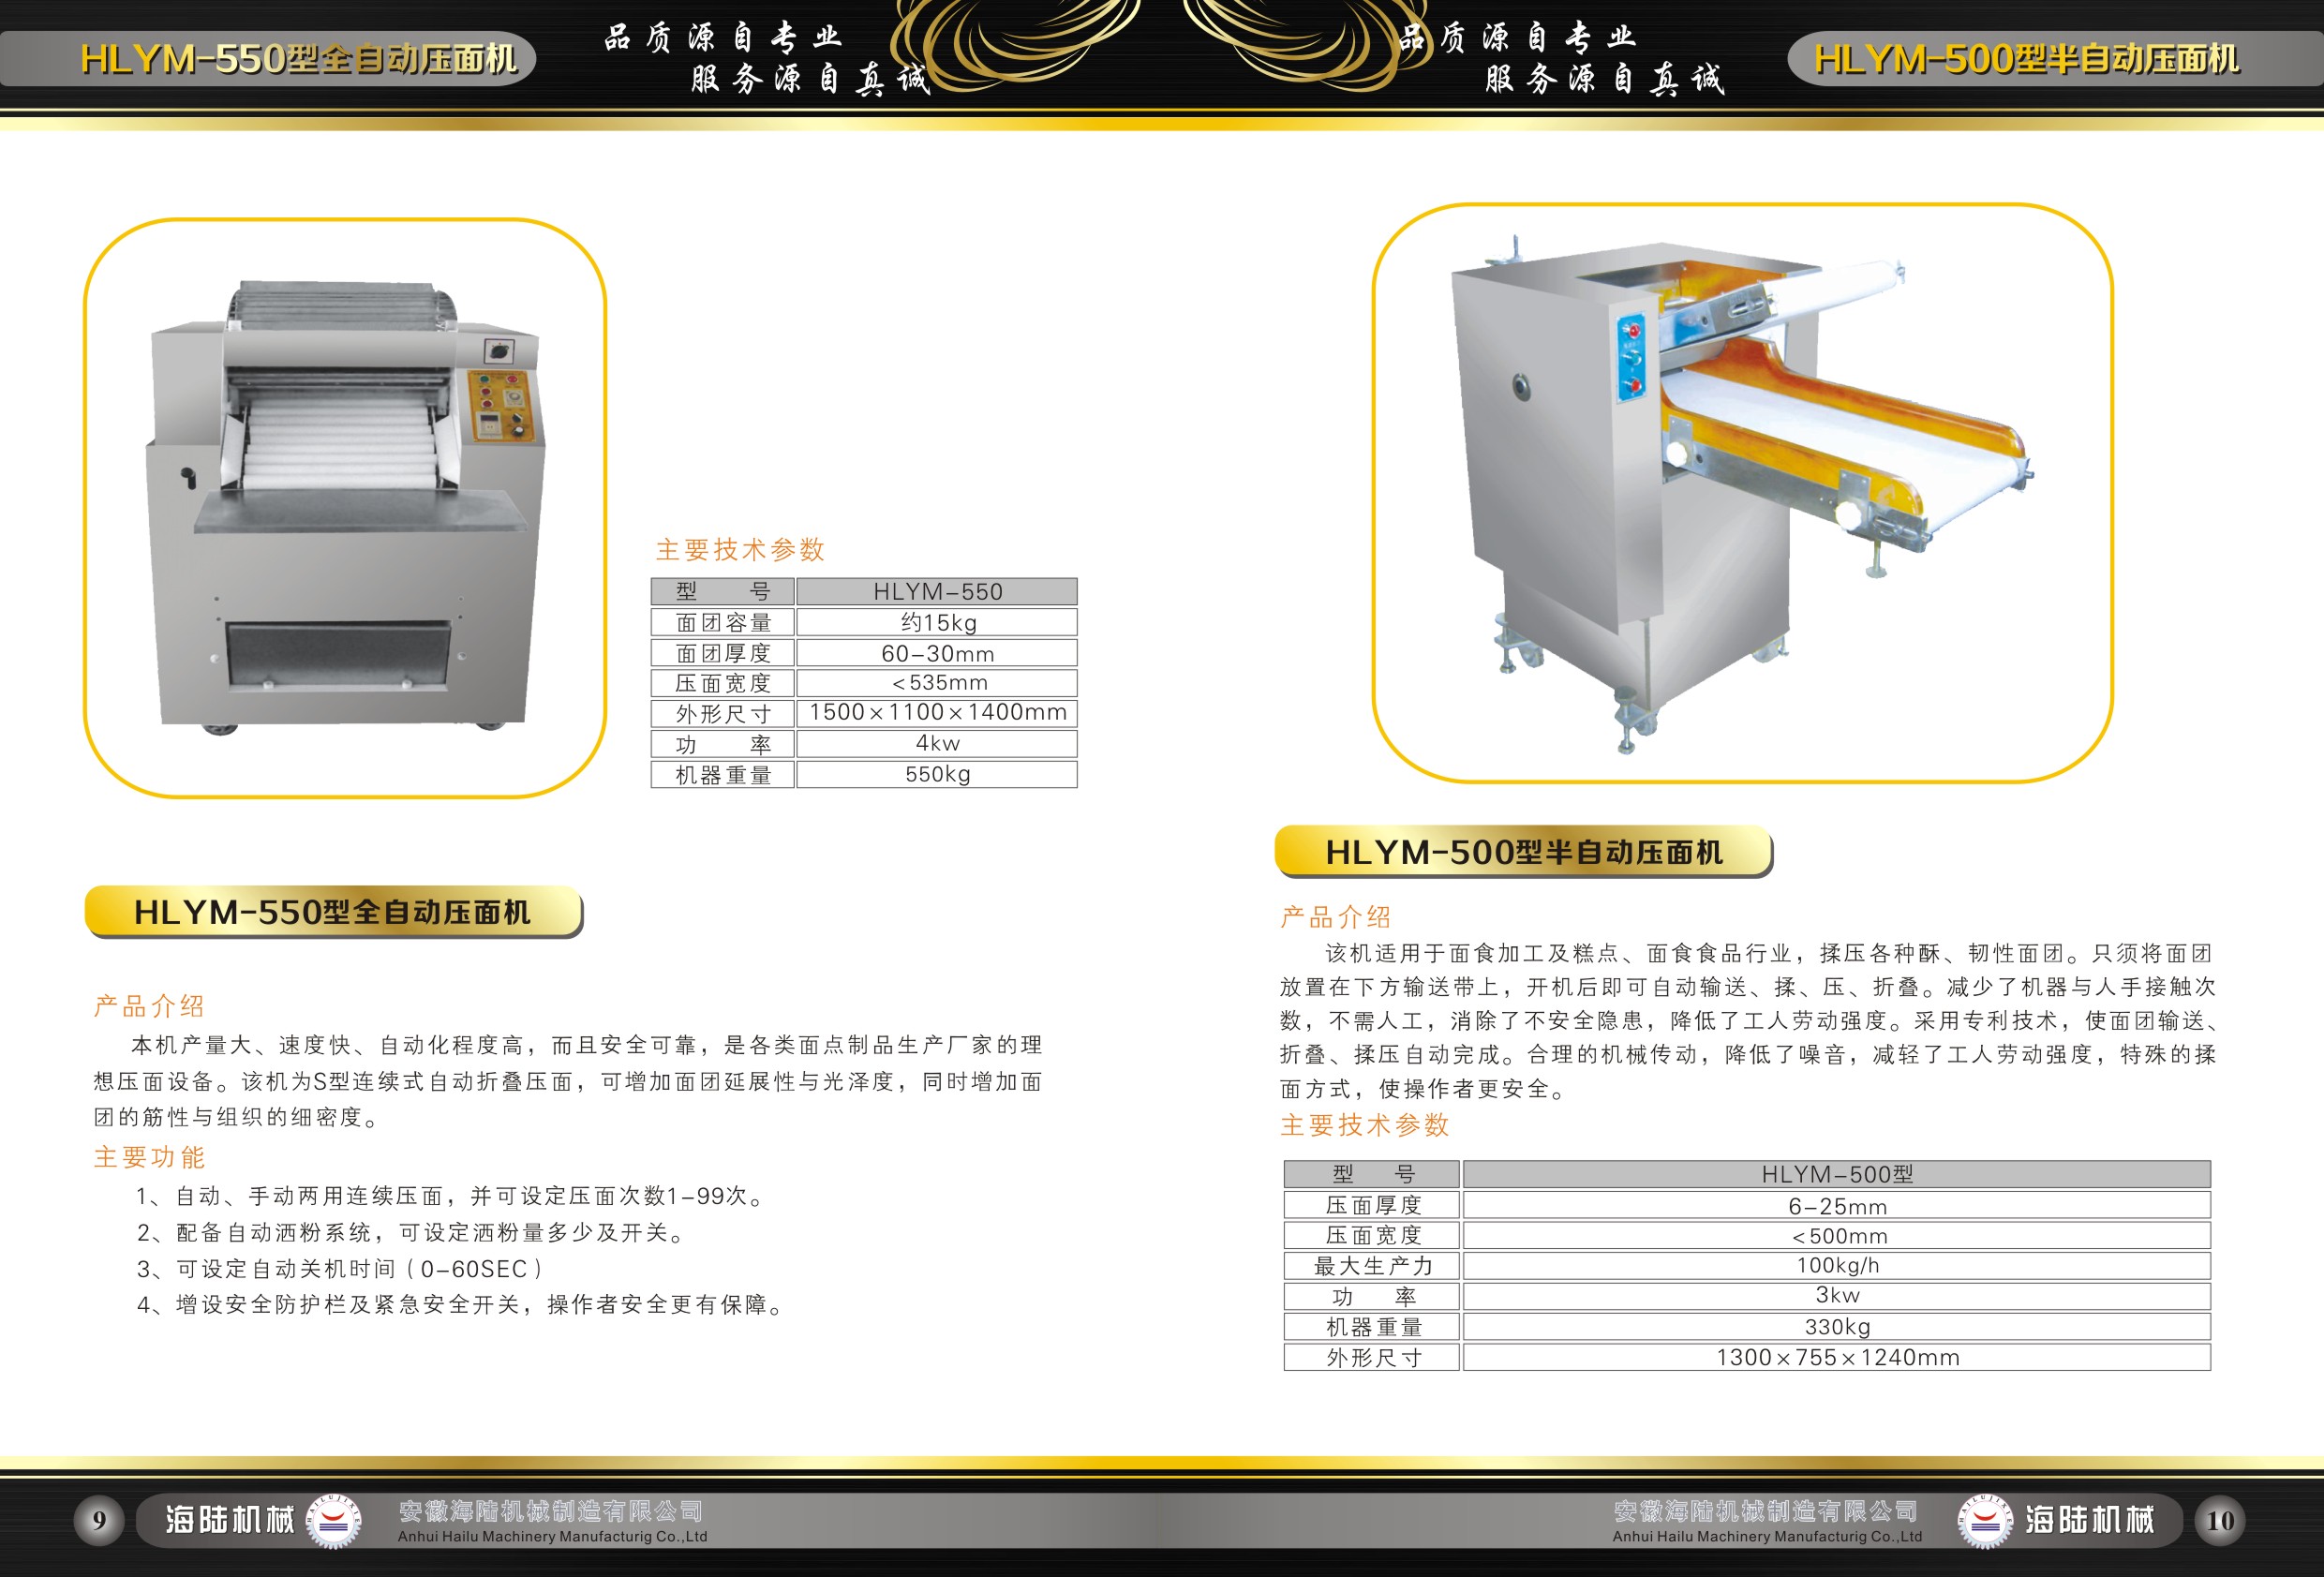 HLYM-550型全自动压面机
品质源自专业
服务源自真诚
主要技术参数
型 号 HLYM-550
面团容量 约15kg
面团厚度 60-30mm
压面宽度 <535mm
外形尺寸 1500×1100×1400mm
功 率 4kw
机器重量 550kg
HLYM-550型全自动压面机
产品介绍
本机产量大、速度快、自动化程度高，而且安全可靠，是各类面点制品生产厂家的理
想压面设备。该机为S型连续式自动折叠压面，可增加面团延展性与光泽度，同时增加面
团的筋性与组织的细密度。
主要功能
1、自动、手动两用连续压面，并可设定压面次数1-99次。
2、配备自动洒粉系统，可设定洒粉量多少及开关。
3、可设定自动关机时间（0-60SEC）
4、增设安全防护栏及紧急安全开关，操作者安全更有保障。
9
海陆机械
HAILUJIXIE
安徽海陆机械制造有限公司
Anhui Hailu Machinery Manufacturig Co.,Ltd
品质源自专业
服务源自真诚
HLYM-500型半自动压面机
HLYM-500型半自动压面机
产品介绍
该机适用于面食加工及糕点、面食食品行业，揉压各种酥、韧性面团。只须将面团
放置在下方输送带上，开机后即可自动输送、揉、压、折叠。减少了机器与人手接触次
数，不需人工，消除了不安全隐患，降低了工人劳动强度。采用专利技术，使面团输送、
折叠、揉压自动完成。合理的机械传动，降低了噪音，减轻了工人劳动强度，特殊的揉
面方式，使操作者更安全。
主要技术参数
型 号 HLYM-500型
压面厚度 6-25mm
压面宽度 <500mm
最大生产力 100kg/h
功 率 3kw
机器重量 330kg
外形尺寸 1300×755×1240mm
安徽海陆机械制造有限公司
Anhui Hailu Machinery Manufacturig Co.,Ltd
HAILUJIXIE
海陆机械
10